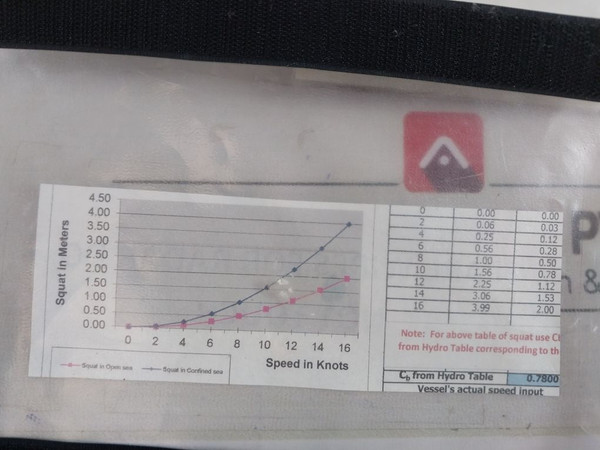 4.50
4.00
3.50
3.00
2.50
2.00
1.50
1.00
0.50
0.00
Squat in Meters
0 2 4 6 8 10 12 14 16
Speed in Knots
Squat in Open sea
Squat in Confined sea
0 0.00 0.00
2 0.06 0.03
4 0.25 0.12
6 0.56 0.28
8 1.00 0.50
10 1.56 0.78
12 2.25 1.12
14 3.06 1.53
16 3.99 2.00
Note: For above table of squat use
from Hydro Table corresponding to
Cb from Hydro Table 0.7800
Vessel's actual speed input
&